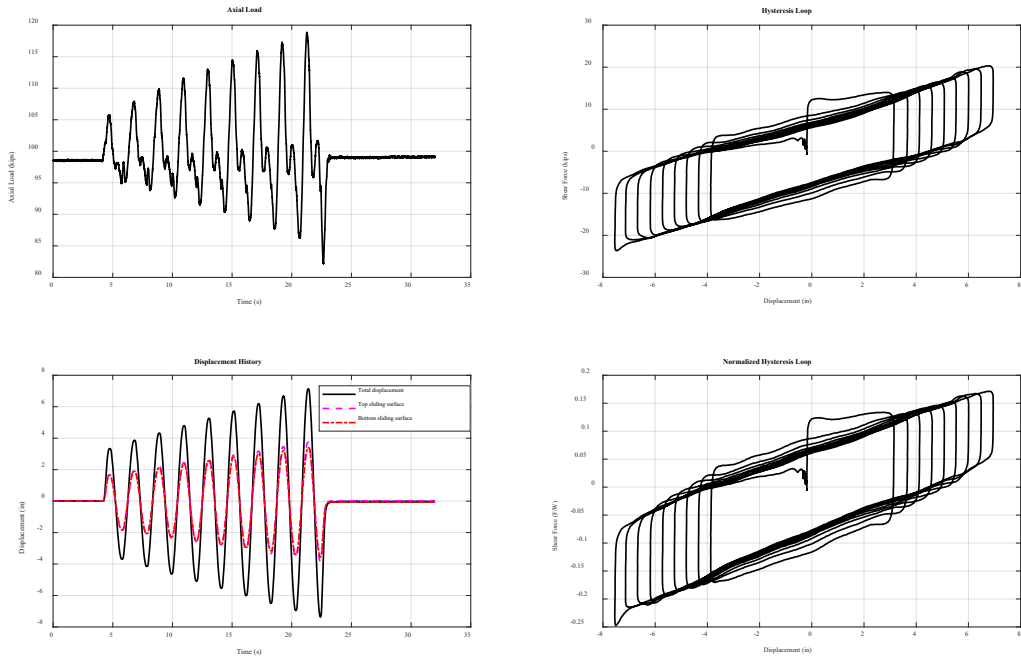 Axial Load
120
115
110
105
100
95
90
85
80
Axial Load (kips)
0 5 10 15 20 25 30 35
Time (s)
Hysteresis Loop
30
20
10
0
-10
-20
-30
Shear Force (kips)
-8 -6 -4 -2 0 2 4 6 8
Displacement (in)
Displacement History
8
6
4
2
0
-2
-4
-6
-8
Displacement (in)
Total displacement
Top sliding surface
Bottom sliding surface
0 5 10 15 20 25 30 35
Time (s)
Normalized Hysteresis Loop
0.2
0.15
0.1
0.05
0
-0.05
-0.1
-0.15
-0.2
-0.25
Shear Force (F/W)
-8 -6 -4 -2 0 2 4 6 8
Displacement (in)